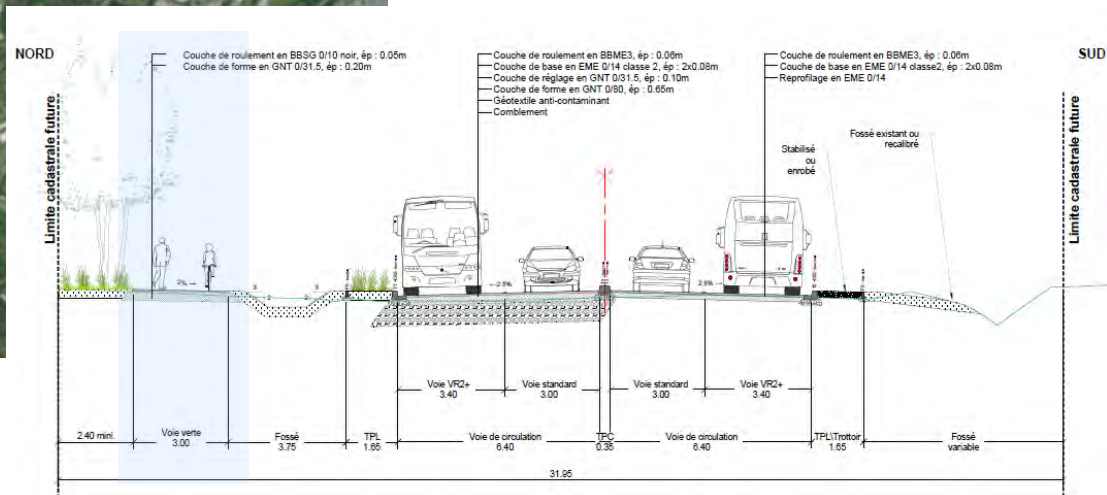 NORD
SUD
Couche de roulement en BBSG 0/10 noir, ép : 0.05m
Couche de forme en GNT 0/31.5, ép : 0.20m
Couche de roulement en BBME3, ép : 0.06m
Couche de base en EME 0/14 classe 2, ép : 2x0.08m
Couche de réglage en GNT 0/31.5, ép : 0.10m
Couche de forme en GNT 0/80, ép : 0.65m
Géotextile anti-contaminant
Comblement
Couche de roulement en BBME3, ép : 0.06m
Couche de base en EME 0/14 classe2, ép : 2x0.08m
Reprofilage en EME 0/14
Limite cadastrale future
Stabilisé
ou
enrobé
Fossé existant ou
recalibré
Limite cadastrale future
2%
2.5%
2.5%
Voie VR2+
3.40
Voie standard
3.00
Voie standard
3.00
Voie VR2+
3.40
2.40 mini.
Voie verte
3.00
Fossé
3.75
TPL
1.65
Voie de circulation
6.40
TPC
0.35
Voie de circulation
6.40
TPL\Trottoir
1.65
Fossé
variable
31.95